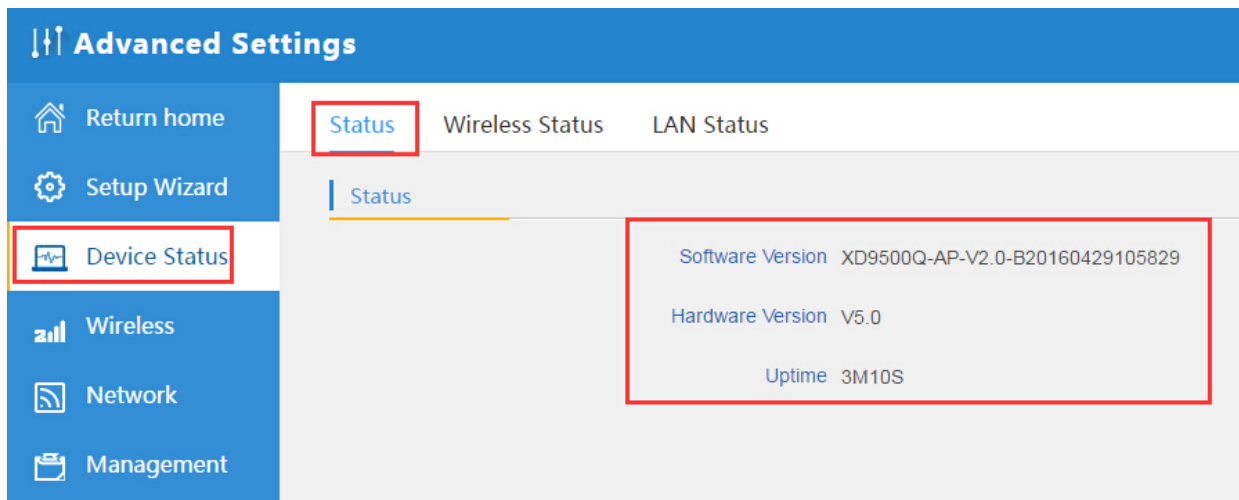 Advanced Settings
Return home
Setup Wizard
Device Status
Wireless
Network
Management
Status Wireless Status LAN Status
Status
Software Version XD9500Q-AP-V2.0-B20160429105829
Hardware Version V5.0
Uptime 3M10S